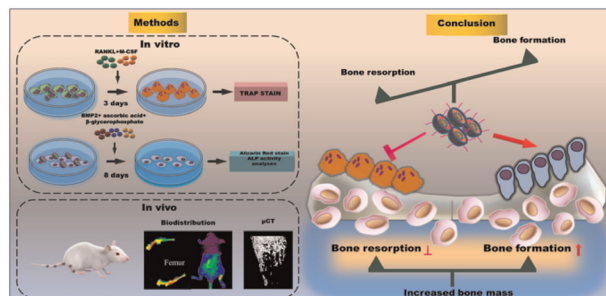 Methods
In vitro
RANKL+M-CSF
3 days
TRAP STAIN
BMP2+ ascorbic acid+
β-glycerophosphate
8 days
Alizarin Red stain
ALP activity
analyses
In vivo
Biodistribution
μCT
Femur
Conclusion
Bone formation
Bone resorption
Bone resorption ⊥
Bone formation ↑
Increased bone mass